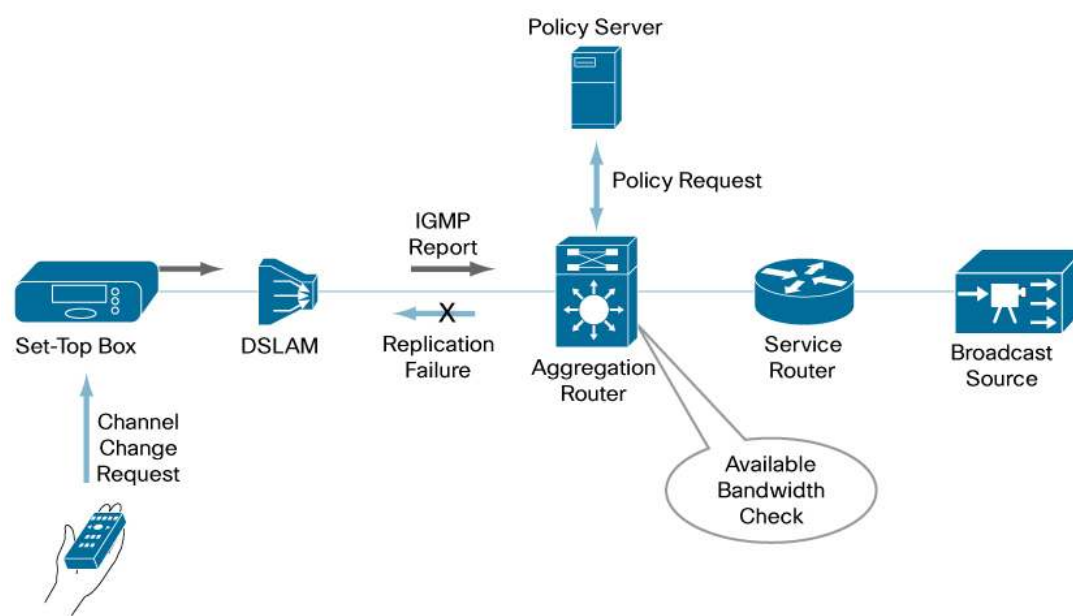 Policy Server
Policy Request
IGMP
Report
X
Set-Top Box
DSLAM
Replication
Failure
Aggregation
Router
Service
Router
Broadcast
Source
Channel
Change
Request
Available
Bandwidth
Check